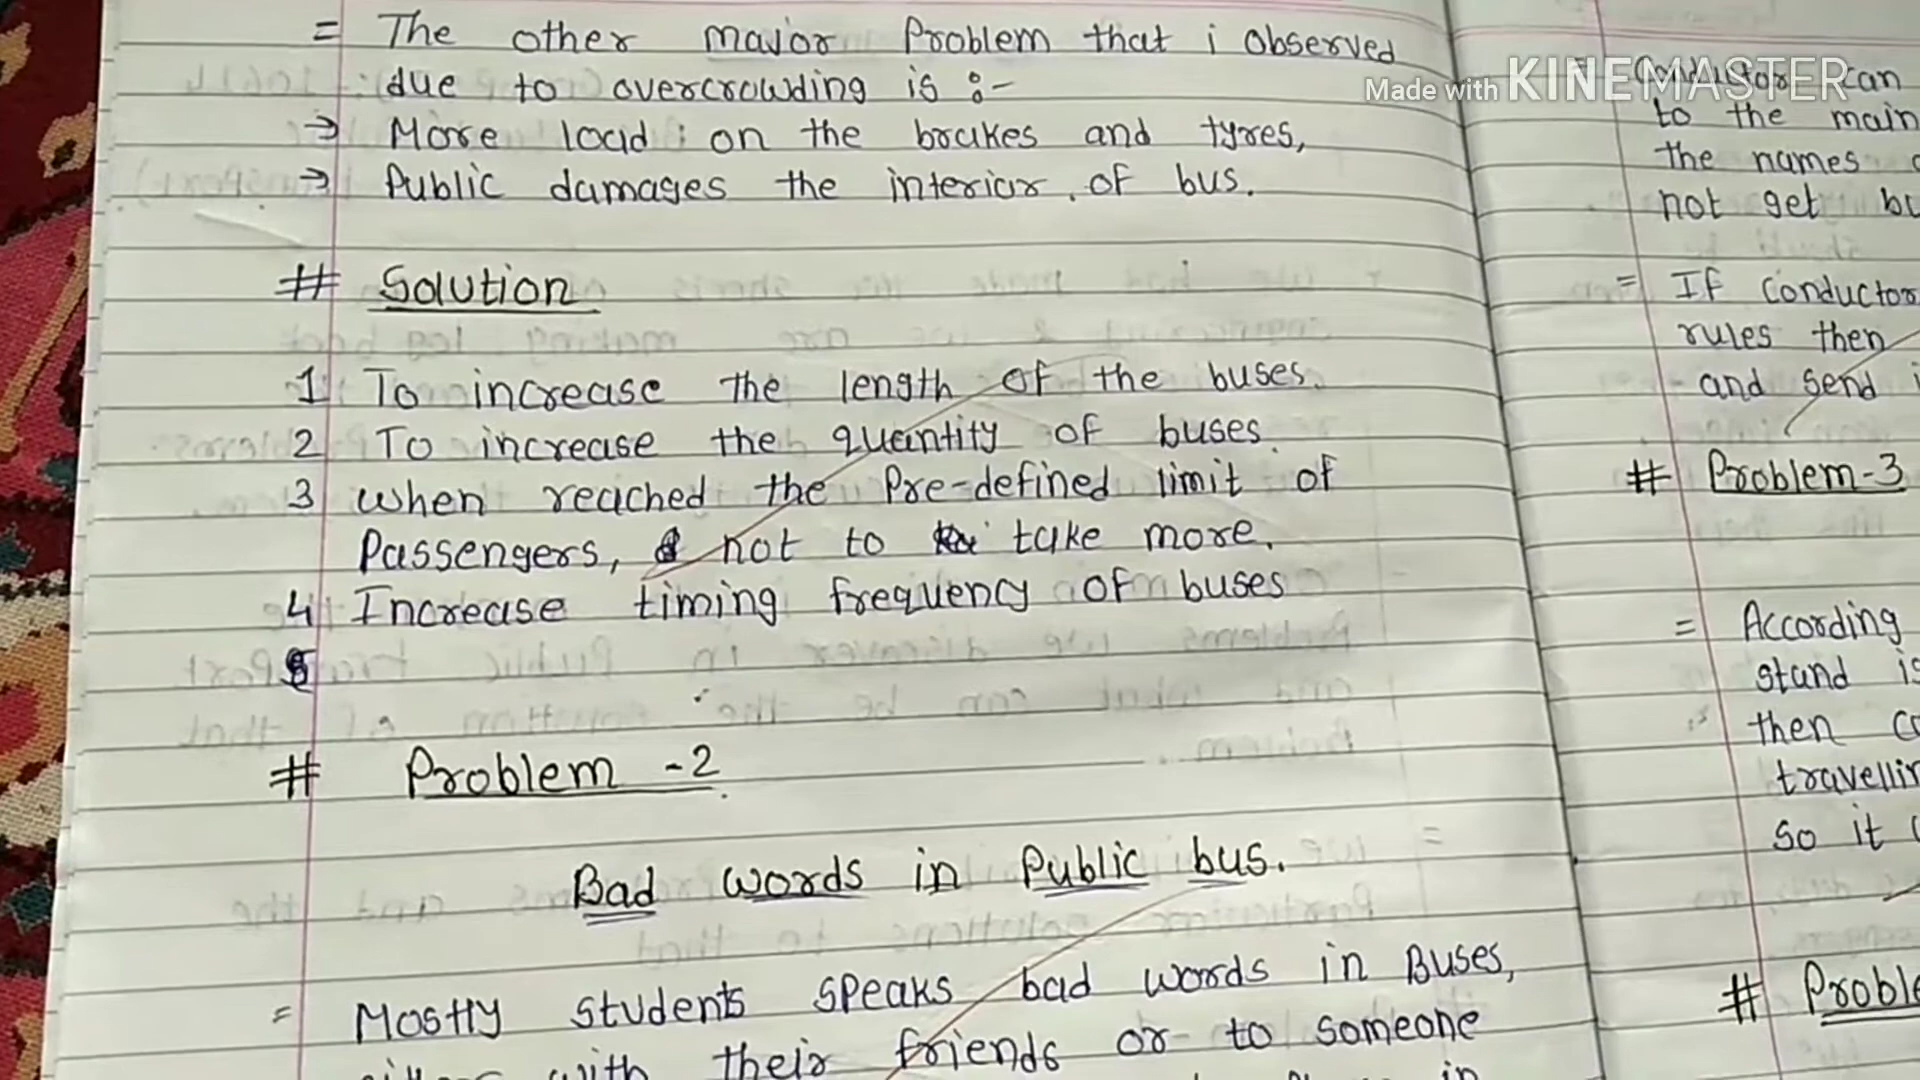 = The other major Problem that i observed
due to overcrowding is :-
→ More load on the brakes and tyres,
→ Public damages the interior of bus.
# Solution
1 To increase the length of the buses.
2 To increase the quantity of buses.
3 when reached the Pre-defined limit of
Passengers, not to take more.
4 Increase timing frequency of buses
5
# Problem -2
Bad words in Public bus.
= Mostly students speaks bad words in Buses,
with their friends or to someone
in
Made with KINEMASTER
Conductor can
to the main
the names
not get
= If Conductor
rules then
and send
# Problem-3
= According
stand is
then
So it
#